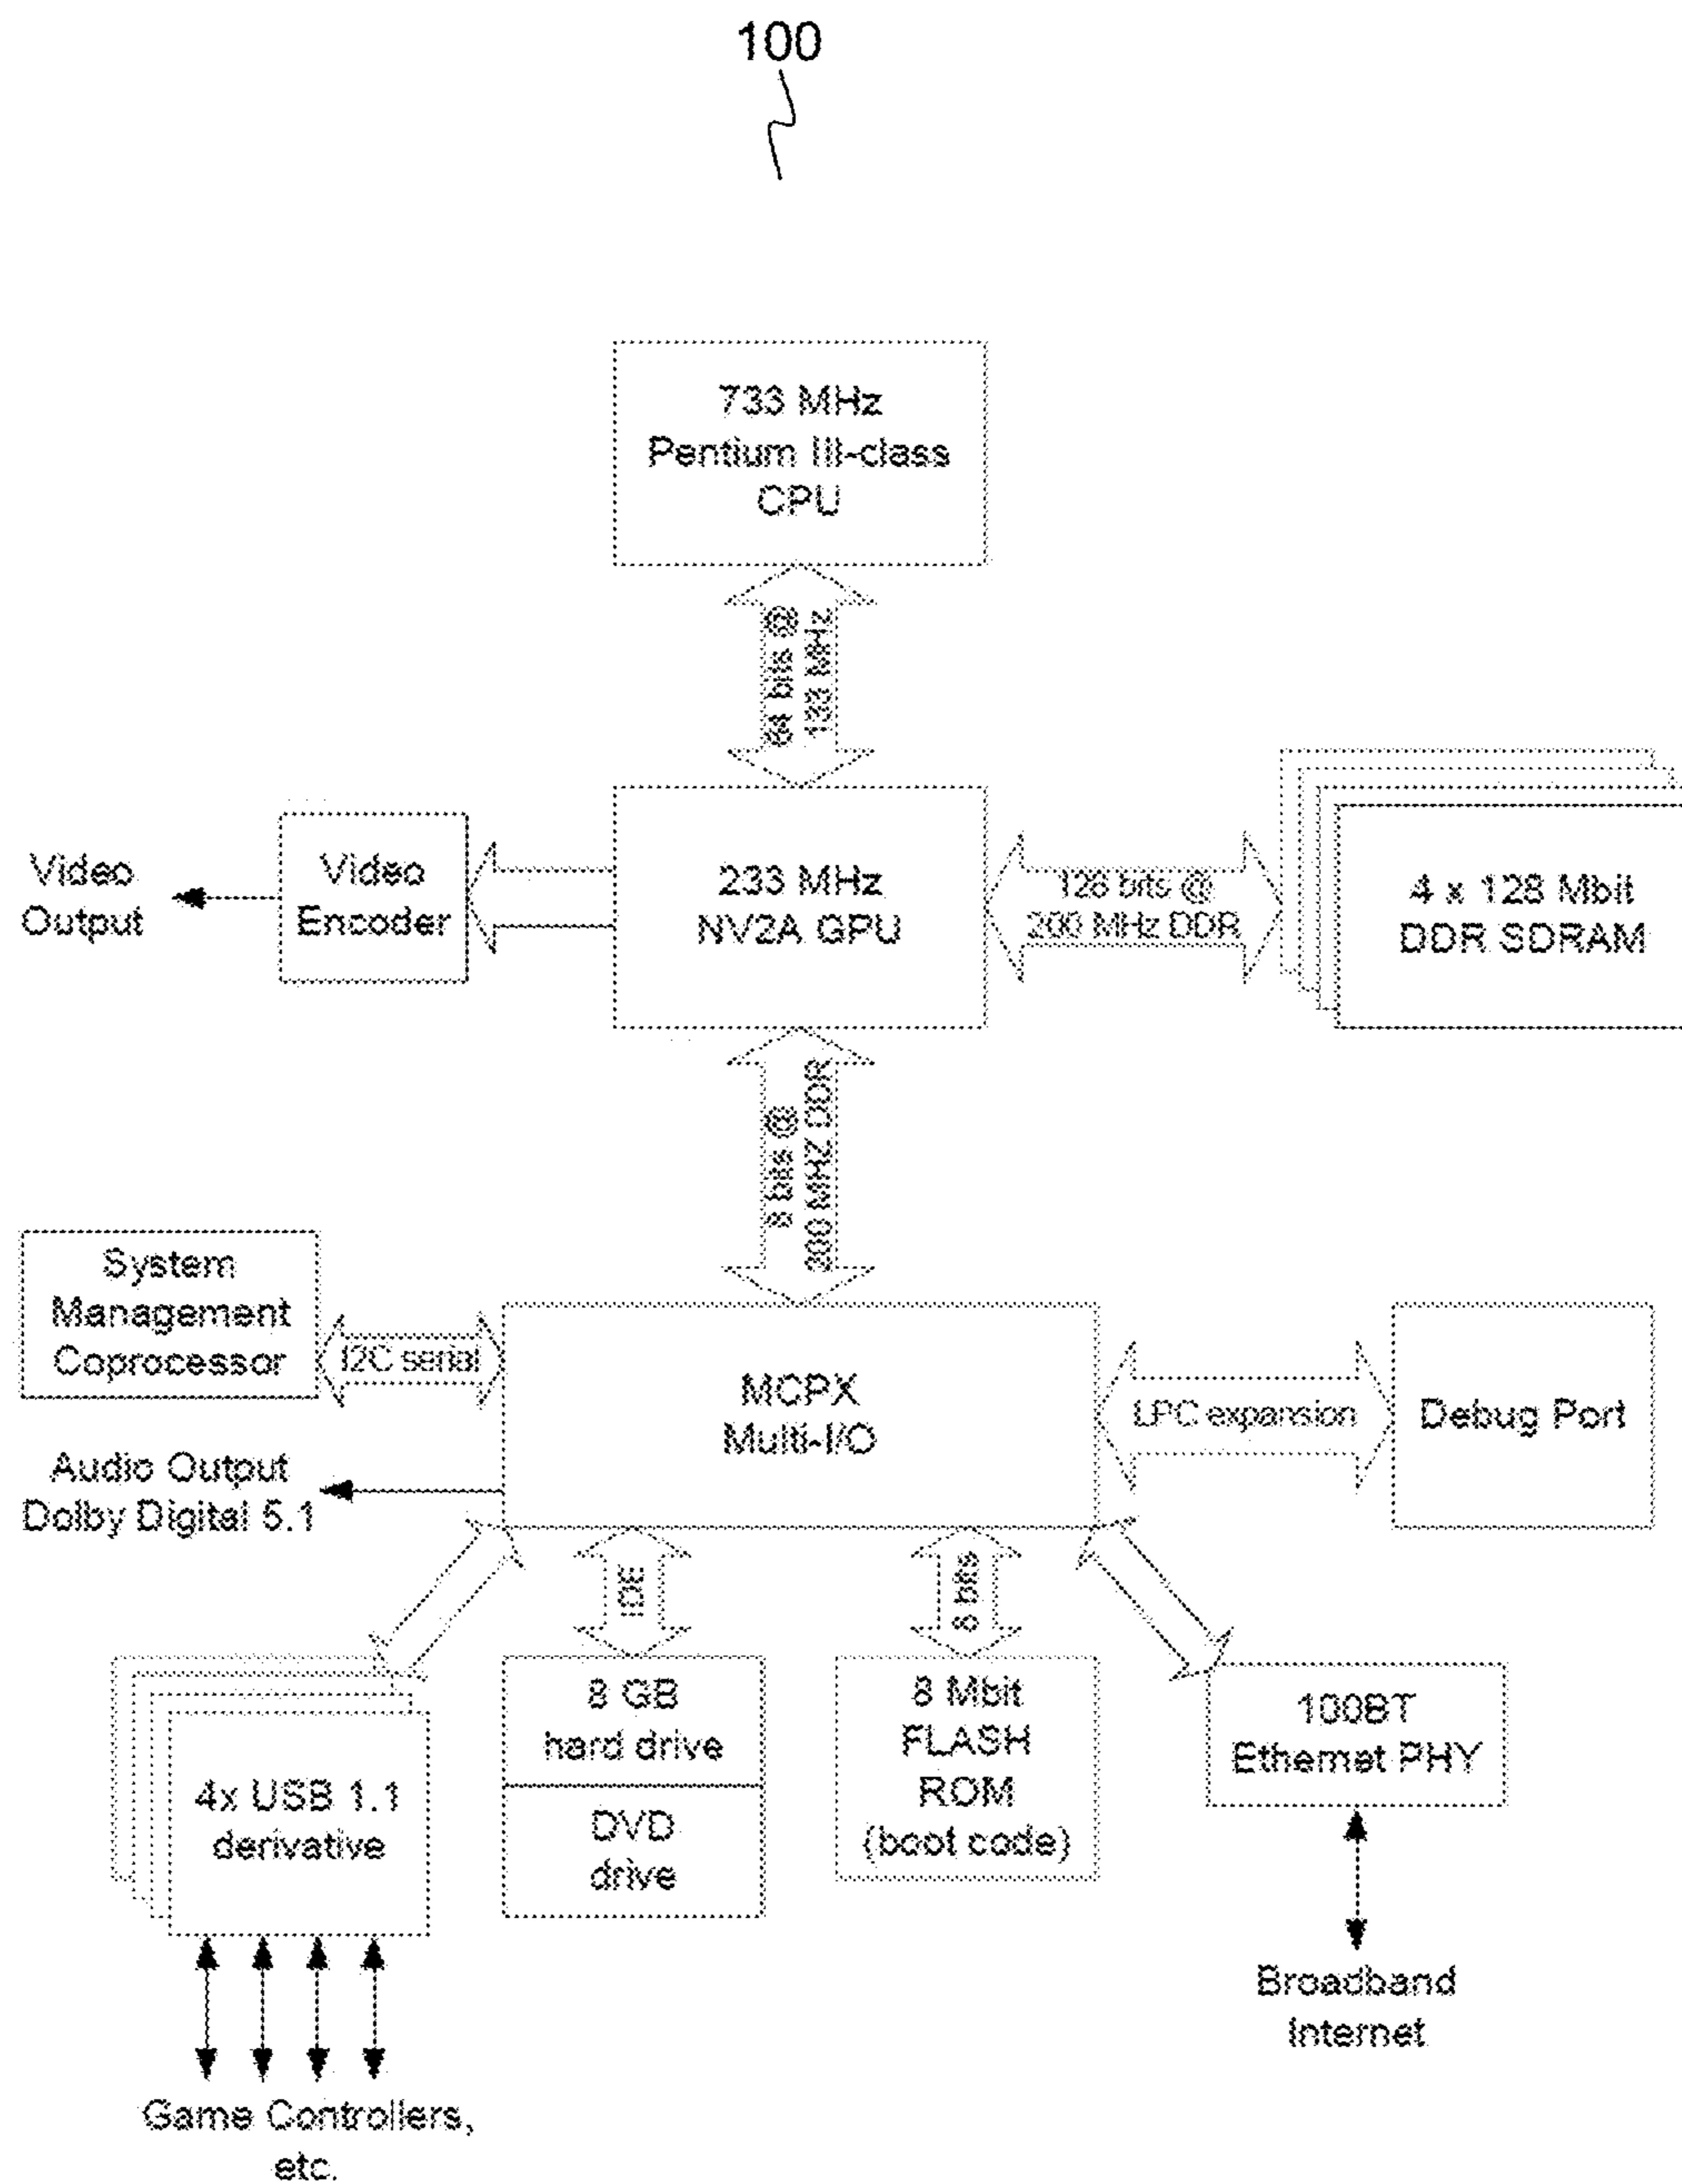 100
733 MHz
Pentium III-class
CPU
64 bits @
133 MHz
Video
Output
Video
Encoder
233 MHz
NV2A GPU
128 bits @
200 MHz DDR
4 x 128 Mbit
DDR SDRAM
8 bits @
200 MHZ DDR
System
Management
Coprocessor
I2C serial
MCPX
Multi-I/O
LPC expansion
Debug Port
Audio Output
Dolby Digital 5.1
IDE
8 bits
4x USB 1.1
derivative
8 GB
hard drive
DVD
drive
8 Mbit
FLASH
ROM
(boot code)
100BT
Ethernet PHY
Broadband
Internet
Game Controllers,
etc.